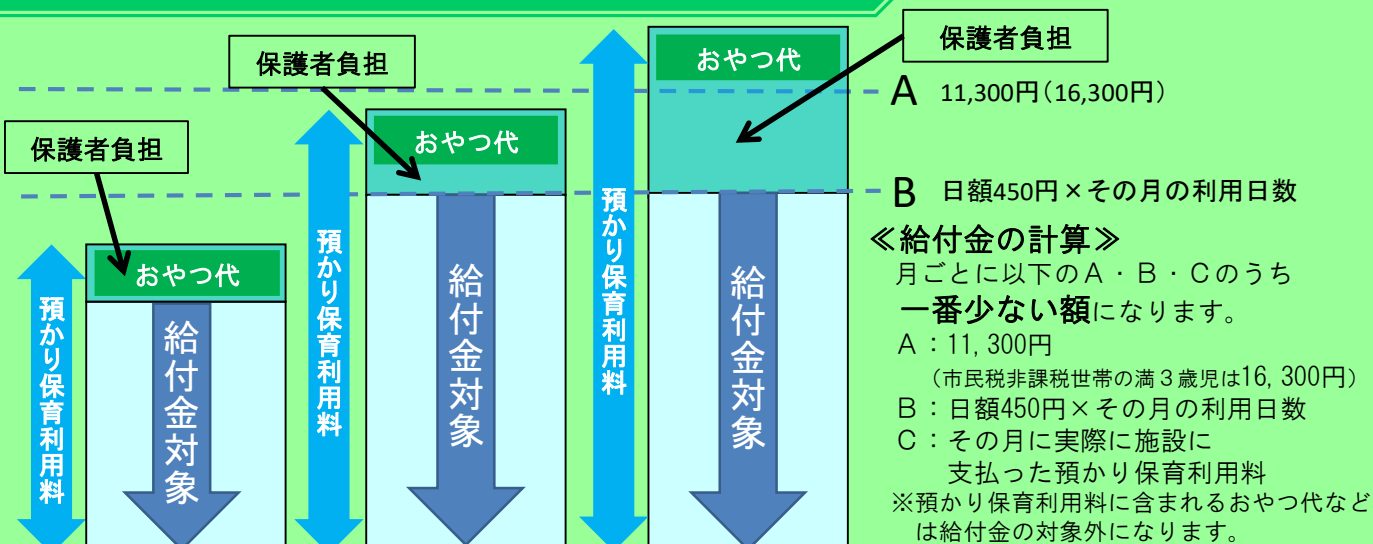 保護者負担
おやつ代
預かり保育利用料
給付金対象
保護者負担
おやつ代
預かり保育利用料
給付金対象
保護者負担
おやつ代
預かり保育利用料
給付金対象
A 11,300円(16,300円)
B 日額450円×その月の利用日数
≪給付金の計算≫
月ごとに以下のA・B・Cのうち
一番少ない額になります。
A:11,300円
(市民税非課税世帯の満3歳児は16,300円)
B:日額450円×その月の利用日数
C:その月に実際に施設に
支払った預かり保育利用料
※預かり保育利用料に含まれるおやつ代など
は給付金の対象外になります。